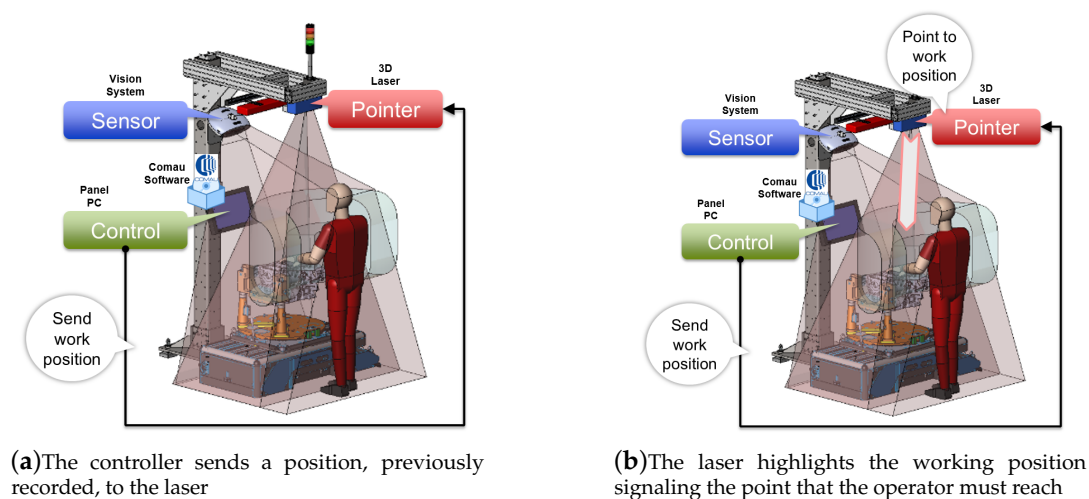 3D
Laser
Vision
System
Pointer
Sensor
Comau
Software
COMAU
Panel
PC
Control
Send
work
position
(a)The controller sends a position, previously
recorded, to the laser
Point to
work
position
3D
Laser
Vision
System
Pointer
Sensor
Comau
Software
COMAU
Panel
PC
Control
Send
work
position
(b)The laser highlights the working position
signaling the point that the operator must reach